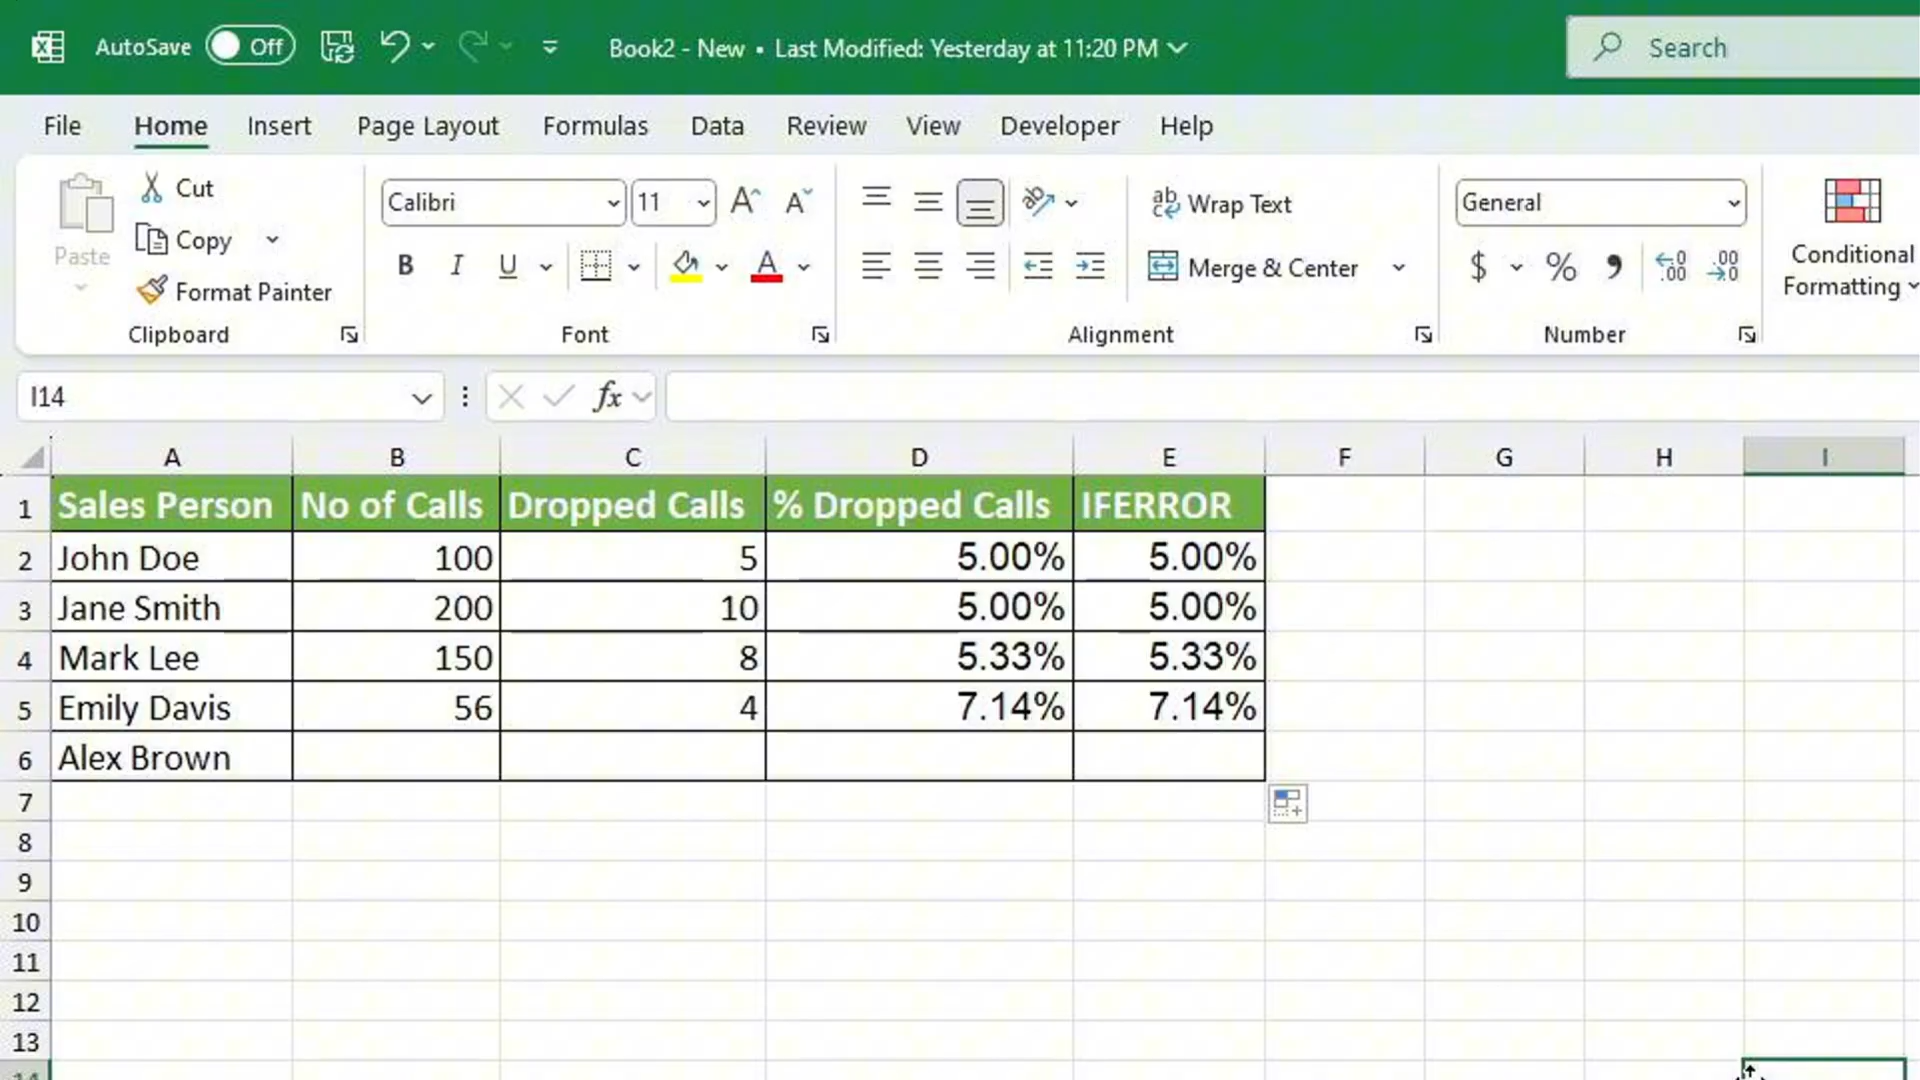 AutoSave Off Book2 - New • Last Modified: Yesterday at 11:20 PM Search
File Home Insert Page Layout Formulas Data Review View Developer Help
Paste Cut Copy Format Painter
Calibri 11
B I U A
Wrap Text
Merge & Center
General
$ % 9
Conditional
Formatting
Clipboard Font Alignment Number
I14 fx
A B C D E F G H I
1 Sales Person No of Calls Dropped Calls % Dropped Calls IFERROR
2 John Doe 100 5 5.00% 5.00%
3 Jane Smith 200 10 5.00% 5.00%
4 Mark Lee 150 8 5.33% 5.33%
5 Emily Davis 56 4 7.14% 7.14%
6 Alex Brown
7
8
9
10
11
12
13
14